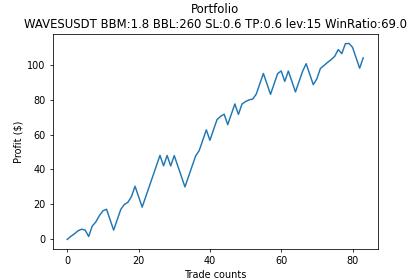 Portfolio
WAVESUSDT BBM:1.8 BBL:260 SL:0.6 TP:0.6 lev:15 WinRatio:69.0
100
80
60
40
20
0
Profit ($)
0 20 40 60 80
Trade counts